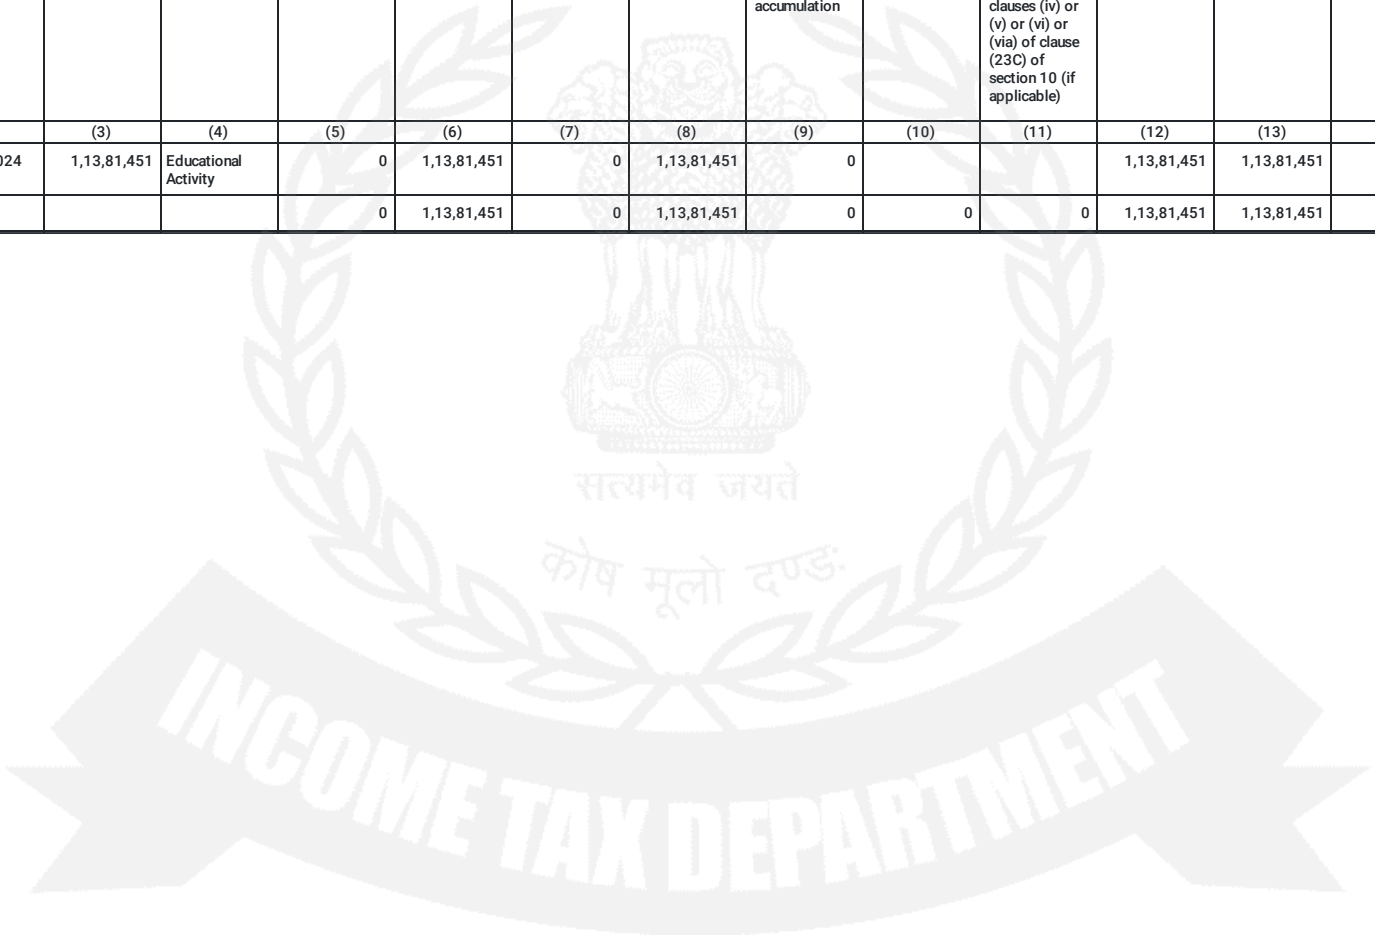 accumulation
clauses (iv) or
(v) or (vi) or
(via) of clause
(23C) of
section 10 (if
applicable)
(3) (4) (5) (6) (7) (8) (9) (10) (11) (12) (13)
024 1,13,81,451 Educational Activity 0 1,13,81,451 0 1,13,81,451 0 1,13,81,451 1,13,81,451
0 1,13,81,451 0 1,13,81,451 0 0 0 1,13,81,451 1,13,81,451
सत्यमेव जयते
कोष मूलो दण्डः
INCOME TAX DEPARTMENT